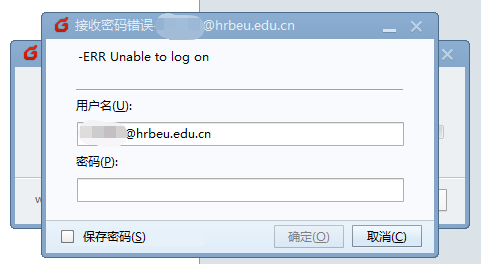 接收密码错误 @hrbeu.edu.cn
-ERR Unable to log on
用户名(U):
@hrbeu.edu.cn
密码(P):
保存密码(S)
确定(O)
取消(C)